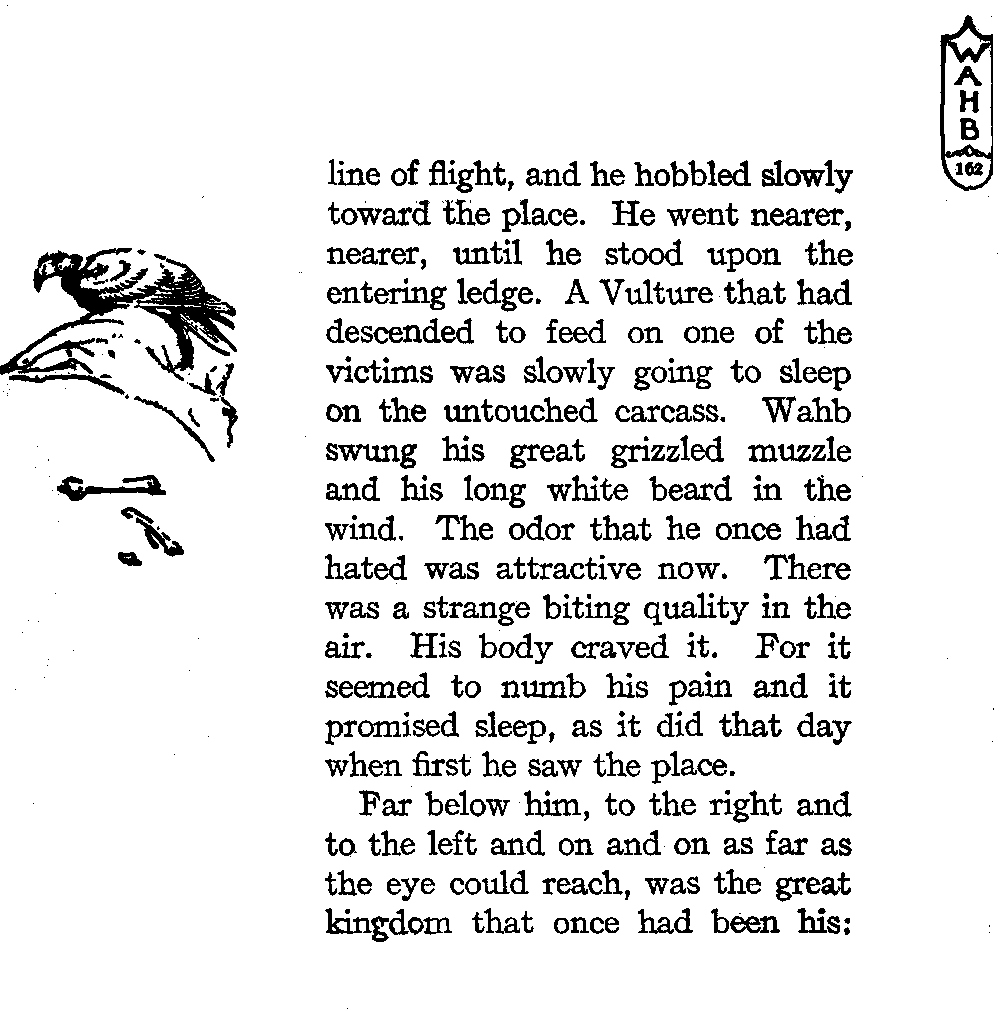 W
A
H
B
162
line of flight, and he hobbled slowly
toward the place. He went nearer,
nearer, until he stood upon the
entering ledge. A Vulture that had
descended to feed on one of the
victims was slowly going to sleep
on the untouched carcass. Wahb
swung his great grizzled muzzle
and his long white beard in the
wind. The odor that he once had
hated was attractive now. There
was a strange biting quality in the
air. His body craved it. For it
seemed to numb his pain and it
promised sleep, as it did that day
when first he saw the place.
Far below him, to the right and
to the left and on and on as far as
the eye could reach, was the great
kingdom that once had been his;